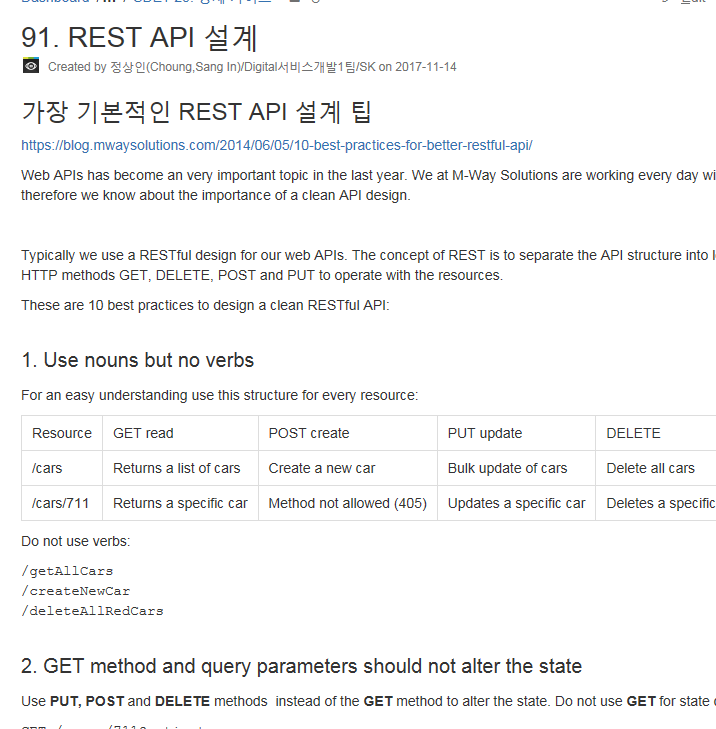 91. REST API 설계
Created by 정상인(Choung,Sang In)/Digital서비스개발1팀/SK on 2017-11-14
가장 기본적인 REST API 설계 팁
https://blog.mwaysolutions.com/2014/06/05/10-best-practices-for-better-restful-api/
Web APIs has become an very important topic in the last year. We at M-Way Solutions are working every day wi
therefore we know about the importance of a clean API design.
Typically we use a RESTful design for our web APIs. The concept of REST is to separate the API structure into l
HTTP methods GET, DELETE, POST and PUT to operate with the resources.
These are 10 best practices to design a clean RESTful API:
1. Use nouns but no verbs
For an easy understanding use this structure for every resource:
Resource GET read POST create PUT update DELETE
/cars Returns a list of cars Create a new car Bulk update of cars Delete all cars
/cars/711 Returns a specific car Method not allowed (405) Updates a specific car Deletes a specific
Do not use verbs:
/getAllCars
/createNewCar
/deleteAllRedCars
2. GET method and query parameters should not alter the state
Use PUT, POST and DELETE methods  instead of the GET method to alter the state. Do not use GET for state